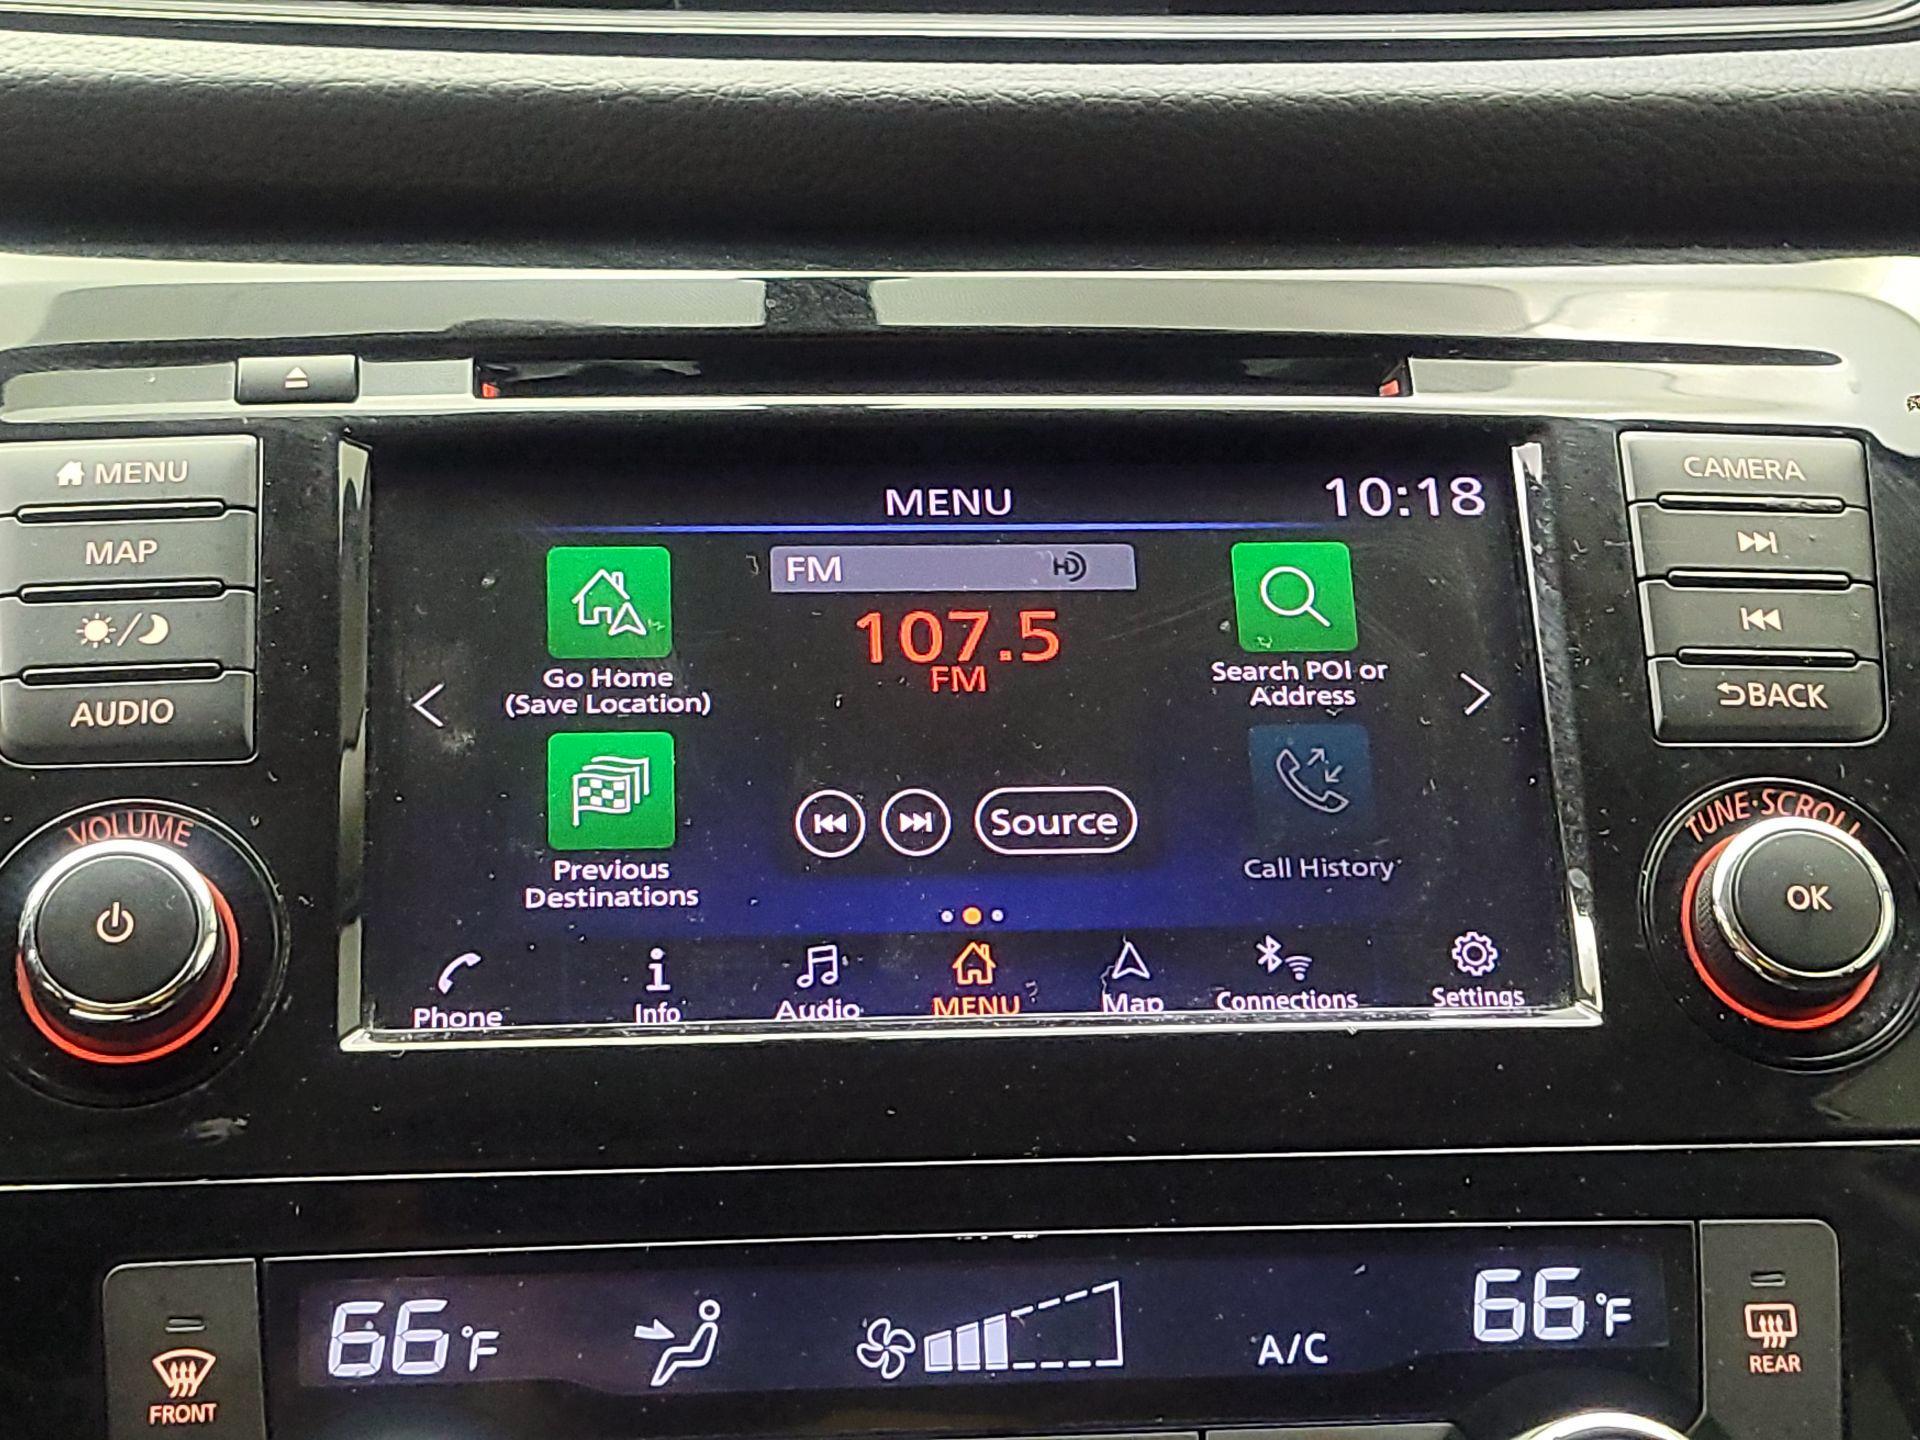 MENU
MAP
AUDIO
VOLUME
MENU
10:18
FM HD
107.5
FM
Go Home
(Save Location)
Search POI or
Address
Previous
Destinations
Source
Call History
Phone
Info
Audio
MENU
Map
Connections
Settings
CAMERA
BACK
TUNE·SCROLL
OK
66°F
A/C
66°F
FRONT
REAR